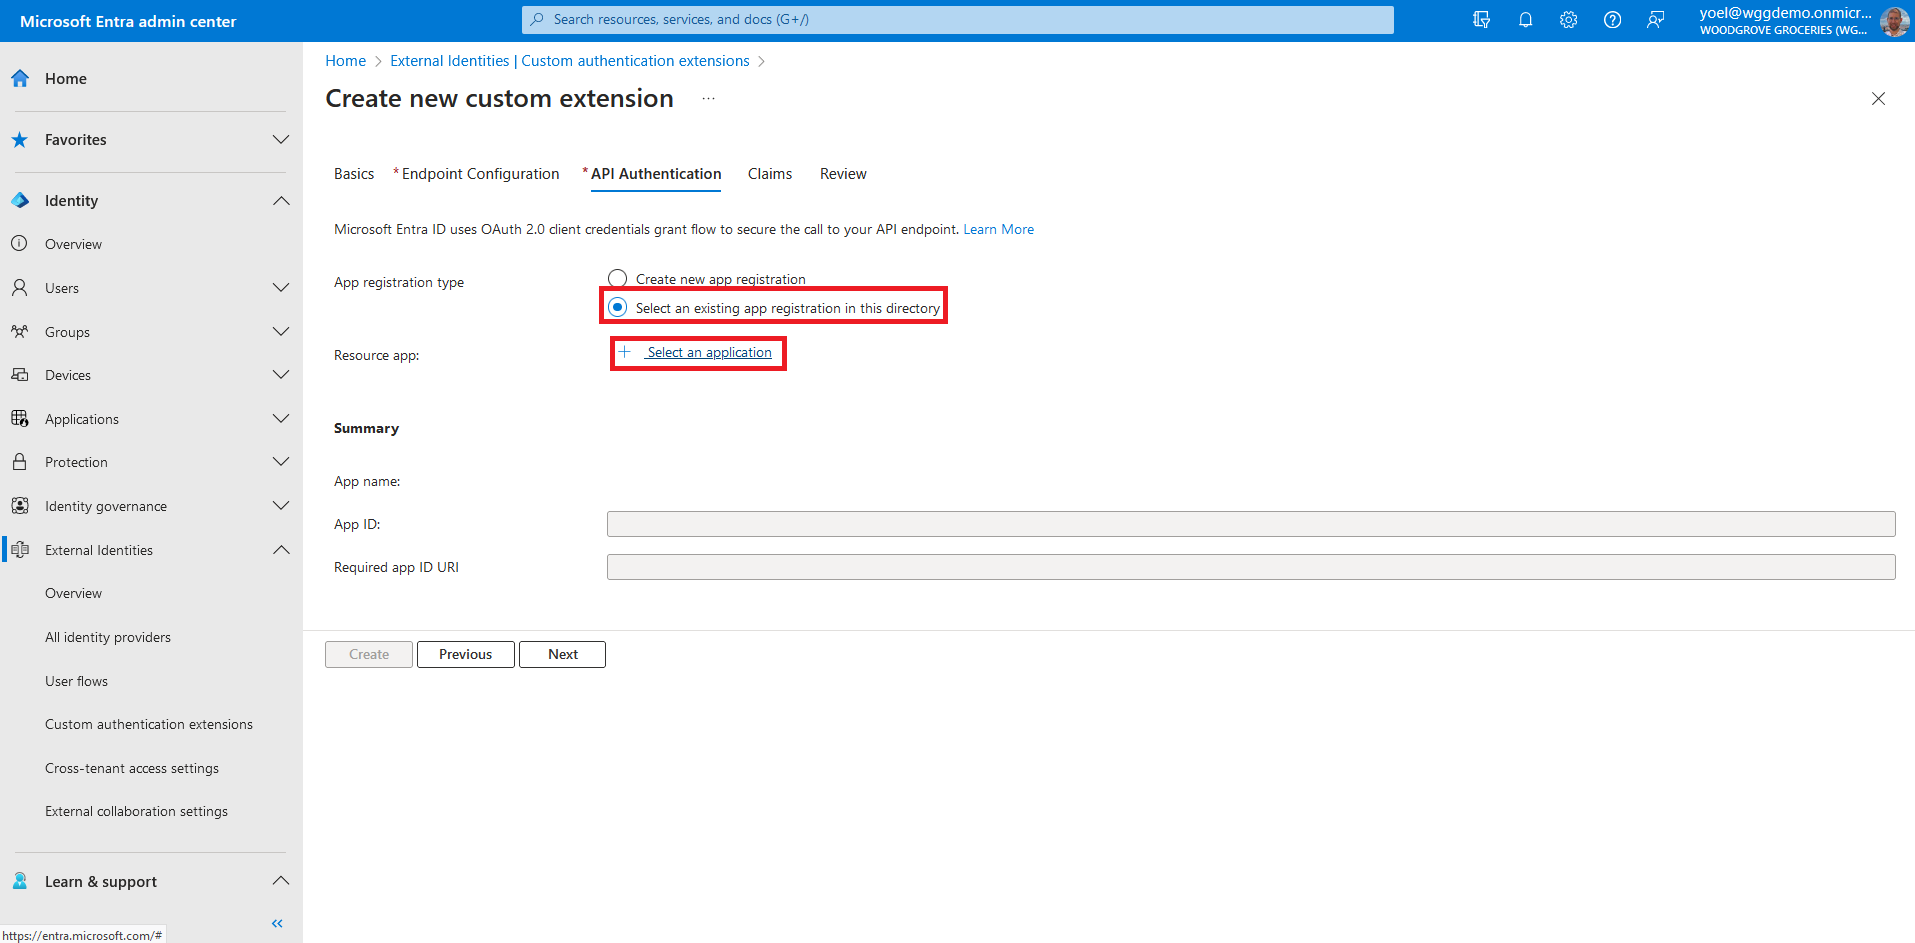 Microsoft Entra admin center
Search resources, services, and docs (G+/)
yoel@wggdemo.onmicr...
WOODGROVE GROCERIES (WG...
Home
Favorites
Identity
Overview
Users
Groups
Devices
Applications
Protection
Identity governance
External Identities
Overview
All identity providers
User flows
Custom authentication extensions
Cross-tenant access settings
External collaboration settings
Learn & support
https://entra.microsoft.com/#
Home > External Identities | Custom authentication extensions >
Create new custom extension ...
Basics * Endpoint Configuration * API Authentication Claims Review
Microsoft Entra ID uses OAuth 2.0 client credentials grant flow to secure the call to your API endpoint. Learn More
App registration type
Create new app registration
Select an existing app registration in this directory
Resource app:
+ Select an application
Summary
App name:
App ID:
Required app ID URI
Create Previous Next